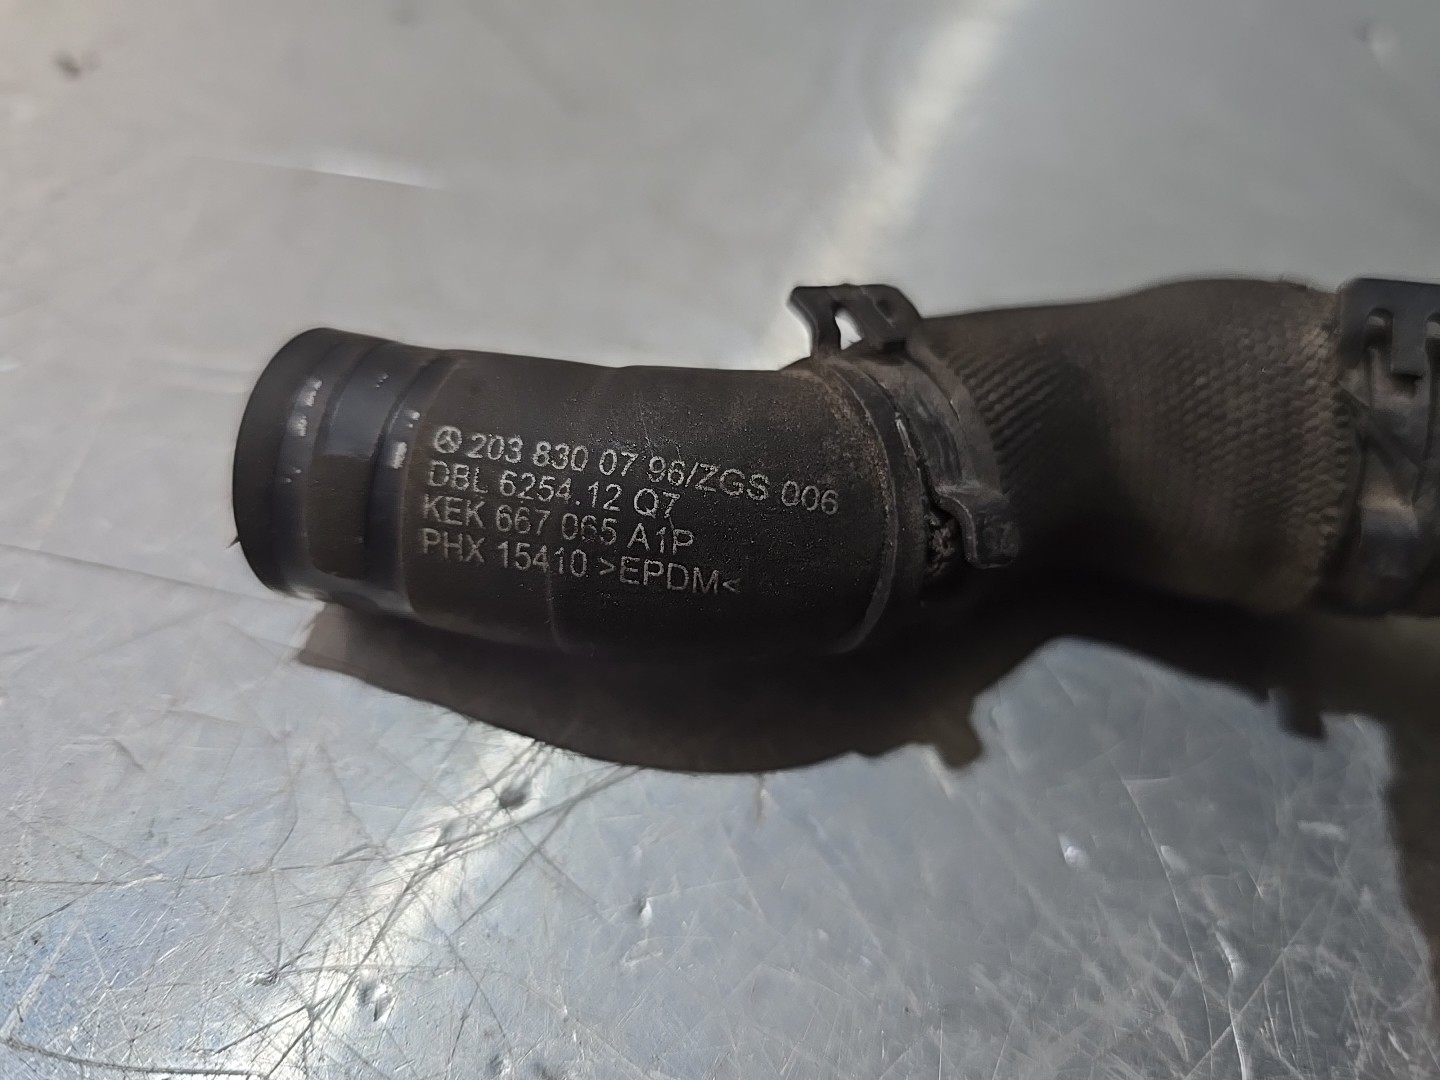 203 830 07 96/ZGS 006
DBL 6254.12 Q7
KEK 667 065 A1P
PHX 15410 >EPDM<